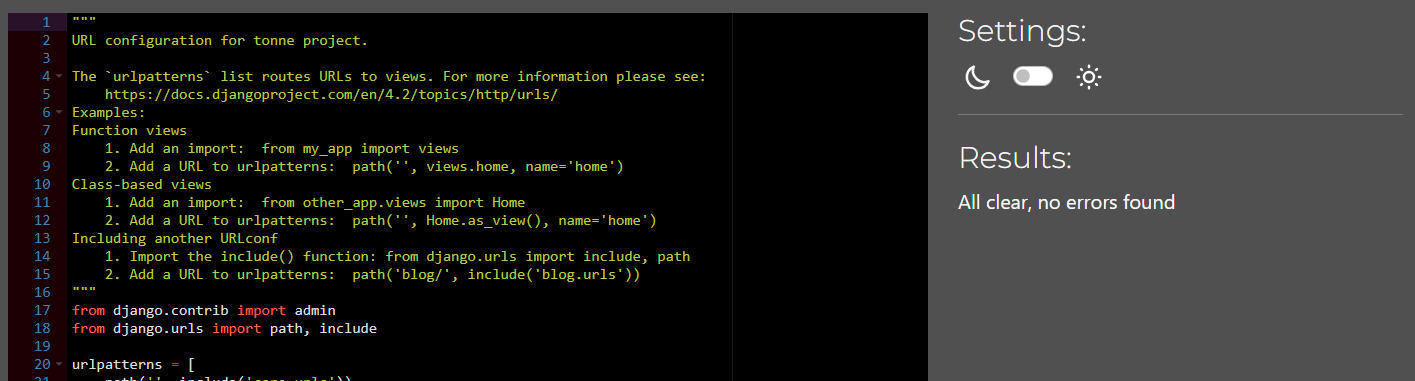 1 """
2 URL configuration for tonne project.
3
4 The `urlpatterns` list routes URLs to views. For more information please see:
5     https://docs.djangoproject.com/en/4.2/topics/http/urls/
6 Examples:
7 Function views
8     1. Add an import:  from my_app import views
9     2. Add a URL to urlpatterns:  path('', views.home, name='home')
10 Class-based views
11     1. Add an import:  from other_app.views import Home
12     2. Add a URL to urlpatterns:  path('', Home.as_view(), name='home')
13 Including another URLconf
14     1. Import the include() function: from django.urls import include, path
15     2. Add a URL to urlpatterns:  path('blog/', include('blog.urls'))
16 """
17 from django.contrib import admin
18 from django.urls import path, include
19
20 urlpatterns = [
21     path('', include(
Settings:
Results:
All clear, no errors found